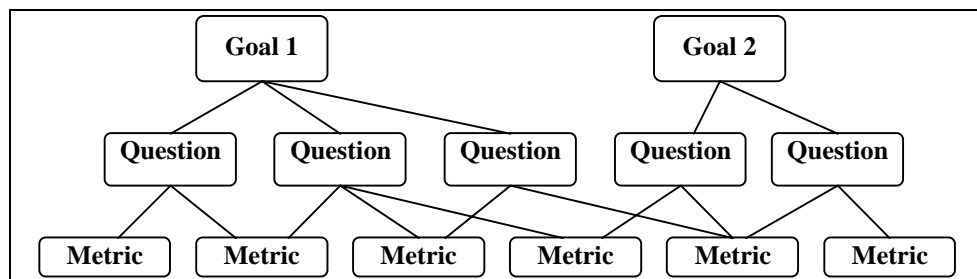 Goal 1 Goal 2
Question Question Question Question Question
Metric Metric Metric Metric Metric Metric